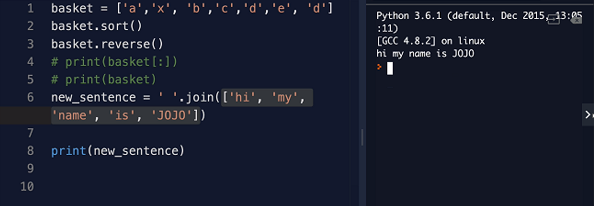 1 basket = ['a','x', 'b','c','d','e', 'd']
2 basket.sort()
3 basket.reverse()
4 # print(basket[:])
5 # print(basket)
6 new_sentence = ' '.join(['hi', 'my',
'name', 'is', 'JOJO'])
7
8 print(new_sentence)
9
10
Python 3.6.1 (default, Dec 2015, 13:05
:11)
[GCC 4.8.2] on linux
hi my name is JOJO